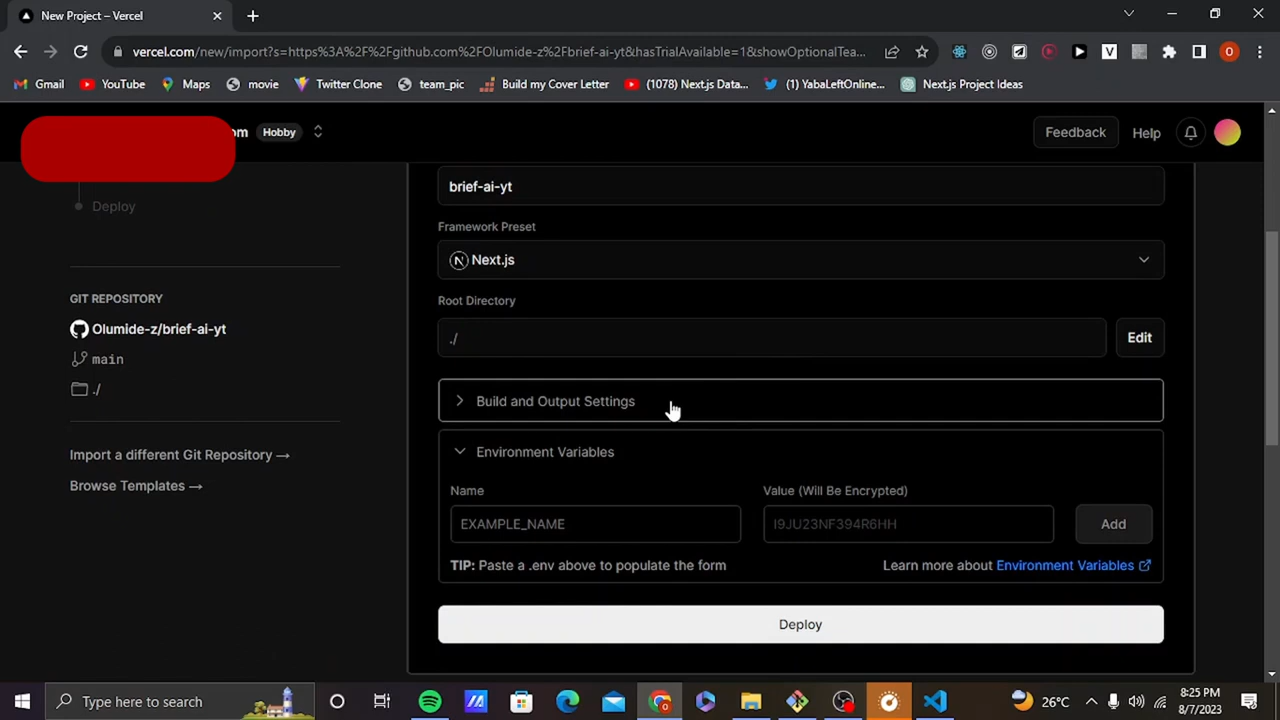 New Project – Vercel
vercel.com/new/import?s=https%3A%2F%2Fgithub.com%2FOlumide-z%2Fbrief-ai-yt&hasTrialAvailable=1&showOptionalTea...
Gmail
YouTube
Maps
movie
Twitter Clone
team_pic
Build my Cover Letter
(1078) Next.js Data...
(1) YabaLeftOnline...
Next.js Project Ideas
om
Hobby
Feedback
Help
Deploy
GIT REPOSITORY
Olumide-z/brief-ai-yt
main
./
Import a different Git Repository →
Browse Templates →
brief-ai-yt
Framework Preset
Next.js
Root Directory
./
Edit
Build and Output Settings
Environment Variables
Name
Value (Will Be Encrypted)
EXAMPLE_NAME
I9JU23NF394R6HH
Add
TIP: Paste a .env above to populate the form
Learn more about Environment Variables
Deploy
Type here to search
26°C
8:25 PM
8/7/2023